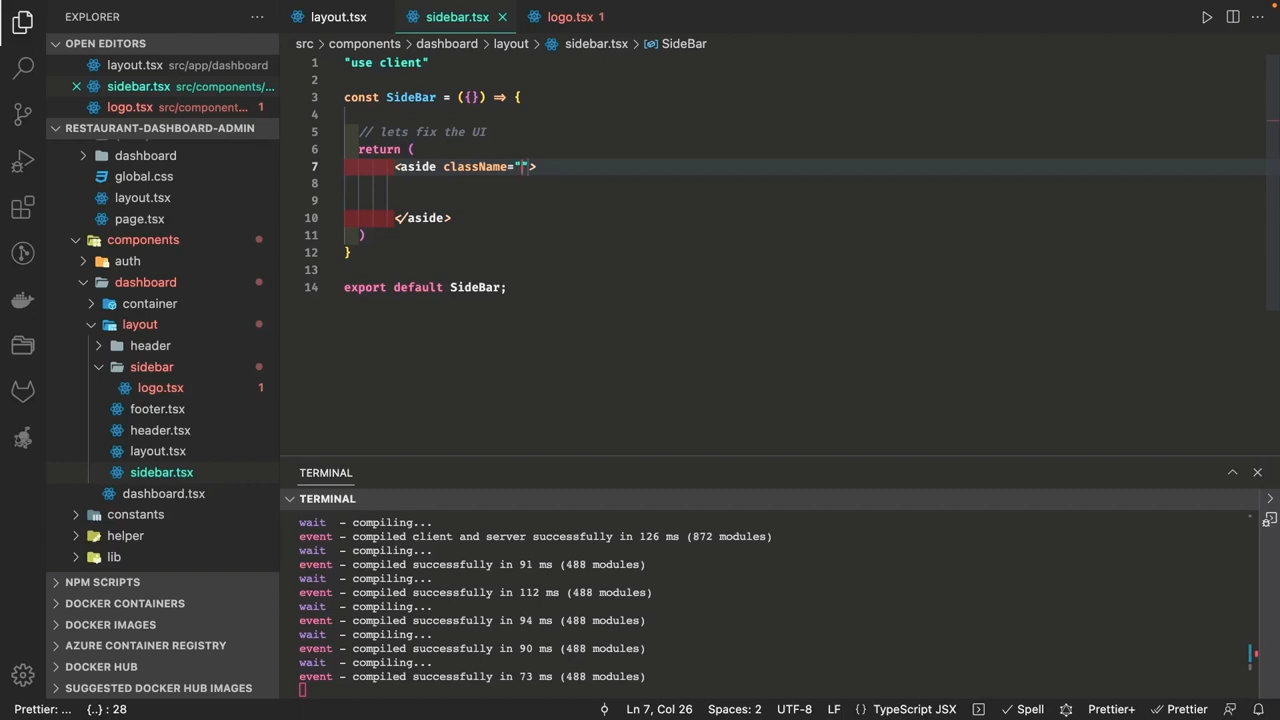 EXPLORER
OPEN EDITORS
layout.tsx src/app/dashboard
sidebar.tsx src/components/...
logo.tsx src/component... 1
RESTAURANT-DASHBOARD-ADMIN
dashboard
global.css
layout.tsx
page.tsx
components
auth
dashboard
container
layout
header
sidebar
logo.tsx 1
footer.tsx
header.tsx
layout.tsx
sidebar.tsx
dashboard.tsx
constants
helper
lib
NPM SCRIPTS
DOCKER CONTAINERS
DOCKER IMAGES
AZURE CONTAINER REGISTRY
DOCKER HUB
SUGGESTED DOCKER HUB IMAGES
layout.tsx sidebar.tsx logo.tsx 1
src > components > dashboard > layout > sidebar.tsx > SideBar
1 "use client"
2
3 const SideBar = ({}) => {
4
5 // lets fix the UI
6 return (
7 <aside className="">
8
9
10 </aside>
11 )
12 }
13
14 export default SideBar;
TERMINAL
TERMINAL
wait - compiling...
event - compiled client and server successfully in 126 ms (872 modules)
wait - compiling...
event - compiled successfully in 91 ms (488 modules)
wait - compiling...
event - compiled successfully in 112 ms (488 modules)
wait - compiling...
event - compiled successfully in 94 ms (488 modules)
wait - compiling...
event - compiled successfully in 90 ms (488 modules)
wait - compiling...
event - compiled successfully in 73 ms (488 modules)
Prettier: ... {..} : 28 Ln 7, Col 26 Spaces: 2 UTF-8 LF TypeScript JSX Spell Prettier+ Prettier